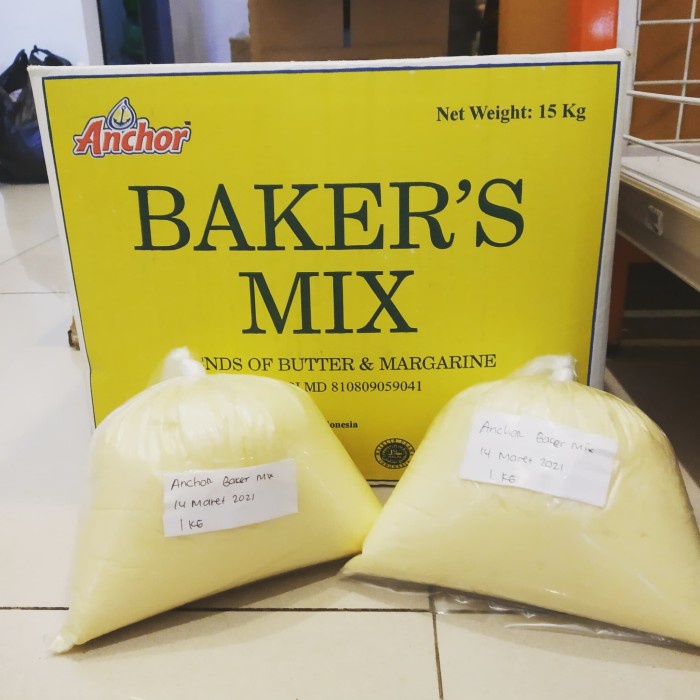 Anchor
Net Weight: 15 Kg
BAKER'S
MIX
NDS OF BUTTER & MARGARINE
MD 810809059041
onesia
Anchor Baker Mix
14 Maret 2021
1 KG
Anchor Baker Mix
14 Maret 2021
1 KG